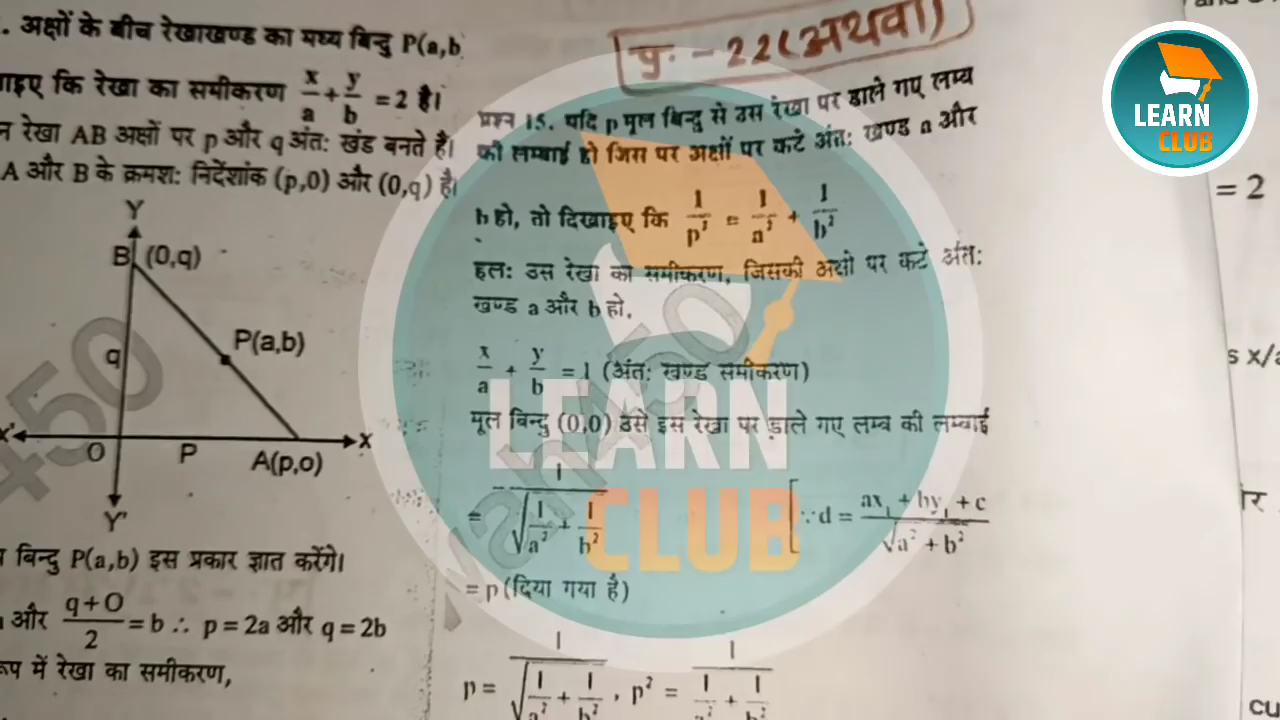 . अक्षों के बीच रेखाखण्ड का मध्य बिन्दु P(a,b
कि रेखा का समीकरण x/a + y/b = 2 है।
रेखा AB अक्षों पर p और q अंतः खंड बनते है।
A और B के क्रमशः निर्देशांक (p,0) और (0,q) है।
Y
B (0,q)
P(a,b)
q
X' O P A(p,o) X
Y'
बिन्दु P(a,b) इस प्रकार ज्ञात करेंगे।
और (q+O)/2 = b ∴ p = 2a और q = 2b
रूप में रेखा का समीकरण,
प्र. - 22 (अथवा)
प्रश्न 15. यदि p मूल बिन्दु से उस रेखा पर डाले गए लम्ब
की लम्बाई हो जिस पर अक्षों पर कटे अंतः खण्ड a और
b हो, तो दिखाइए कि 1/p² = 1/a² + 1/b²
हलः उस रेखा का समीकरण, जिसकी अक्षो पर कटे अंतः
खण्ड a और b हो.
x/a + y/b = 1 (अंतः खण्ड समीकरण)
मूल बिन्दु (0,0) उसे इस रेखा पर डाले गए लम्ब की लम्बाई
= 1/√(1/a² + 1/b²) [∵ d = (ax₁ + by₁ + c)/√(a² + b²)
= p (दिया गया है)
p = 1/√(1/a² + 1/b²) , p² = 1/(1/a² + 1/b²)
LEARN
CLUB
LEARN
CLUB
= 2
s x/a
cu